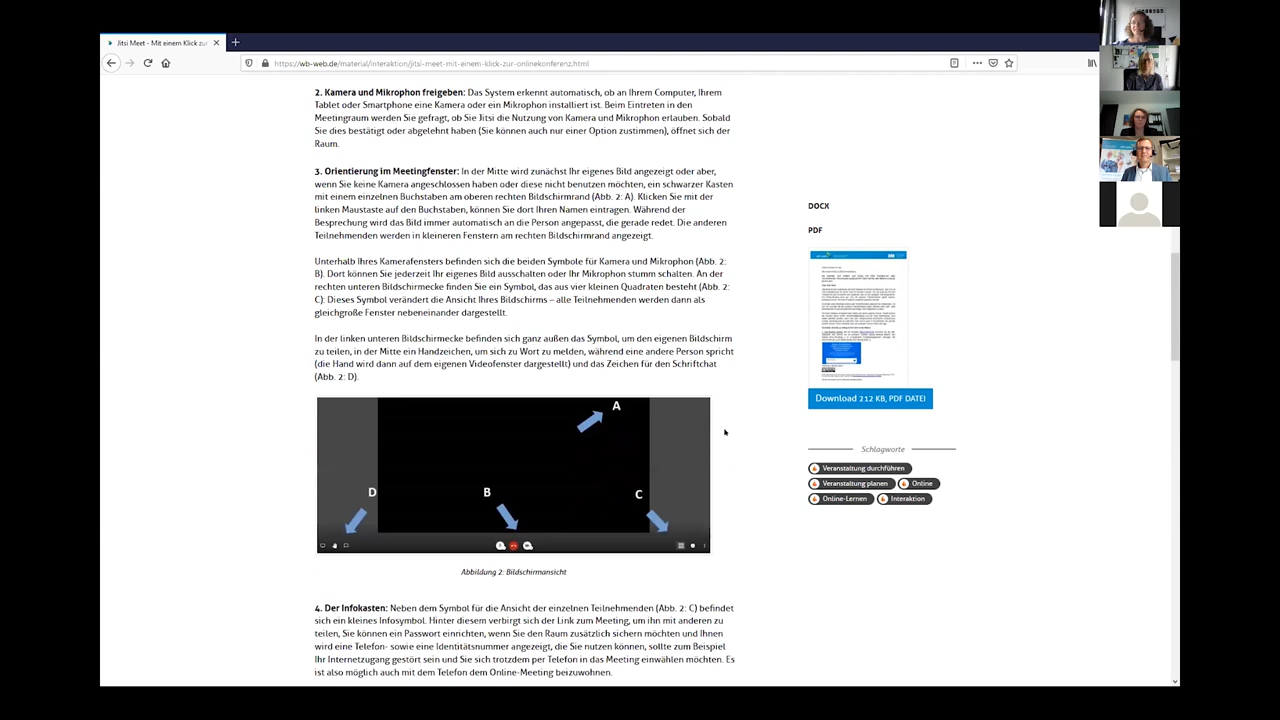 Jitsi Meet - Mit einem Klick zur
https://wb-web.de/material/interaktion/jitsi-meet-mit-einem-klick-zur-onlinekonferenz.html
2. Kamera und Mikrophon freigeben: Das System erkennt automatisch, ob an Ihrem Computer, Ihrem
Tablet oder Smartphone eine Kamera oder ein Mikrophon installiert ist. Beim Eintreten in den
Meetingraum werden Sie gefragt, ob Sie Jitsi die Nutzung von Kamera und Mikrophon erlauben. Sobald
Sie dies bestätigt oder abgelehnt haben (Sie können auch nur einer Option zustimmen), öffnet sich der
Raum.
3. Orientierung im Meetingfenster: In der Mitte wird zunächst Ihr eigenes Bild angezeigt oder aber,
wenn Sie keine Kamera angeschlossen haben oder diese nicht benutzen möchten, ein schwarzer Kasten
mit einem einzelnen Buchstaben am oberen rechten Bildschirmrand (Abb. 2: A). Klicken Sie mit der
linken Maustaste auf den Buchstaben, können Sie dort Ihren Namen eintragen. Während der
Besprechung wird das Bild immer automatisch an die Person angepasst, die gerade redet. Die anderen
Teilnehmenden werden in kleineren Fenstern am rechten Bildschirmrand angezeigt.
Unterhalb Ihres Kamerafensters befinden sich die beiden Symbole für Kamera und Mikrophon (Abb. 2:
B). Dort können Sie jederzeit Ihr eigenes Bild ausschalten oder Ihr Mikrophon stumm schalten. An der
rechten unteren Bildschirmecke finden Sie ein Symbol, das aus vier kleinen Quadraten besteht (Abb. 2:
C): Dieses Symbol verändert die Ansicht Ihres Bildschirms – alle Teilnehmenden werden dann als
gleichgroße Fenster nebeneinander dargestellt.
In der linken unteren Bildschirmecke befinden sich ganz außen das Symbol, um den eigenen Bildschirm
zu teilen, in der Mitte ein Handzeichen, um sich zu Wort zu melden, während eine andere Person spricht
(die Hand wird dann auf dem eigenen Videofenster dargestellt) und das Zeichen für den Schriftchat
(Abb. 2: D).
A
D
B
C
Abbildung 2: Bildschirmansicht
4. Der Infokasten: Neben dem Symbol für die Ansicht der einzelnen Teilnehmenden (Abb. 2: C) befindet
sich ein kleines Infosymbol. Hinter diesem verbirgt sich der Link zum Meeting, um ihn mit anderen zu
teilen, Sie können ein Passwort einrichten, wenn Sie den Raum zusätzlich sichern möchten und Ihnen
wird eine Telefon- sowie eine Identitätsnummer angezeigt, die Sie nutzen können, sollte zum Beispiel
Ihr Internetzugang gestört sein und Sie sich trotzdem per Telefon in das Meeting einwählen möchten. Es
ist also möglich auch mit dem Telefon dem Online-Meeting beizuwohnen.
DOCX
PDF
Download 212 KB, PDF DATEI
Schlagworte
Veranstaltung durchführen
Veranstaltung planen Online
Online-Lernen Interaktion